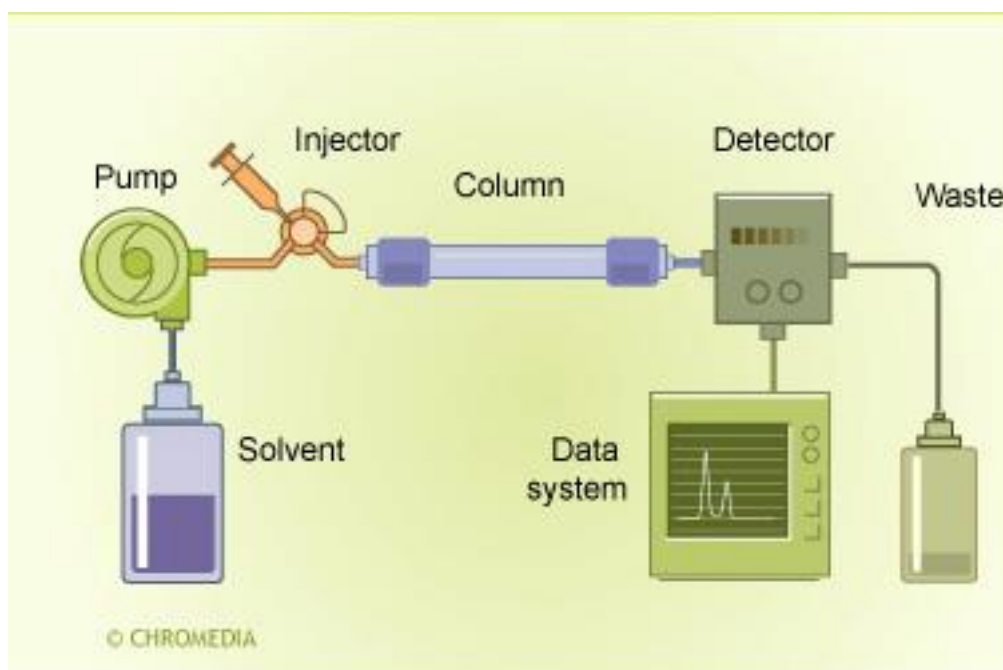 Injector
Detector
Pump
Column
Waste
Solvent
Data
system
© CHROMEDIA